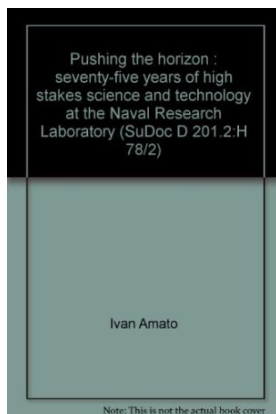 Pushing the horizon :
seventy-five years of high
stakes science and technology
at the Naval Research
Laboratory (SuDoc D 201.2:H
78/2)
Ivan Amato
Note: This is not the actual book cover